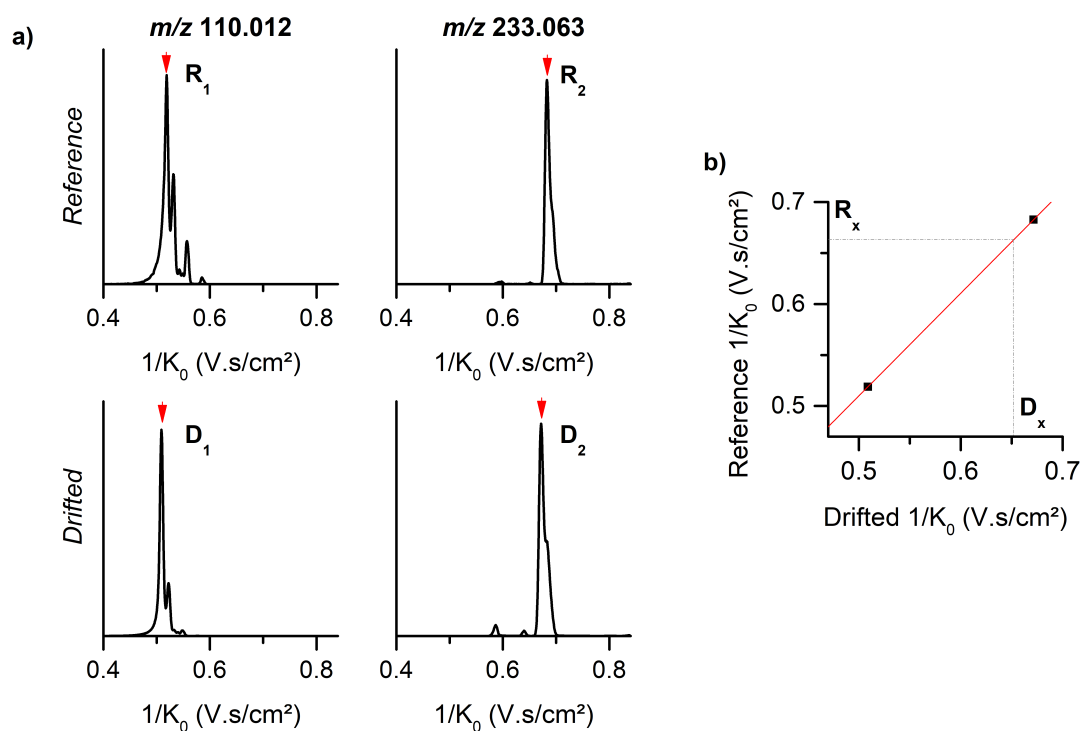 a)
m/z 110.012
m/z 233.063
Reference
R1
R2
0.4 0.6 0.8
0.4 0.6 0.8
1/K0 (V.s/cm²)
1/K0 (V.s/cm²)
Drifted
D1
D2
0.4 0.6 0.8
0.4 0.6 0.8
1/K0 (V.s/cm²)
1/K0 (V.s/cm²)
b)
Reference 1/K0 (V.s/cm²)
0.7
0.6
0.5
Rx
Dx
0.5 0.6 0.7
Drifted 1/K0 (V.s/cm²)